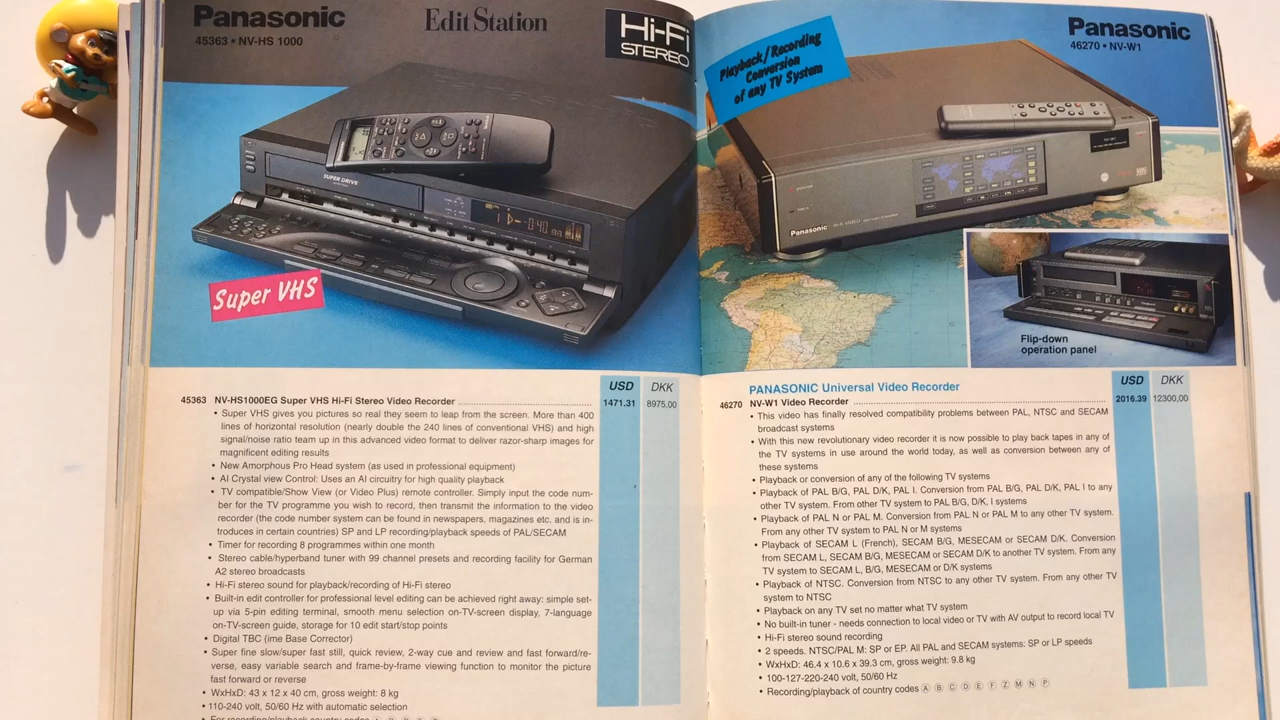 Panasonic
45363 • NV-HS 1000
Edit Station
Hi-Fi
STEREO
SUPER DRIVE
Super VHS
USD
DKK
45363 NV-HS1000EG Super VHS Hi-Fi Stereo Video Recorder
1471.31
8975.00
• Super VHS gives you pictures so real they seem to leap from the screen. More than 400
lines of horizontal resolution (nearly double the 240 lines of conventional VHS) and high
signal/noise ratio team up in this advanced video format to deliver razor-sharp images for
magnificent editing results
• New Amorphous Pro Head system (as used in professional equipment)
• AI Crystal view Control: Uses an AI circuitry for high quality playback
• TV compatible/Show View (or Video Plus) remote controller. Simply input the code num-
ber for the TV programme you wish to record, then transmit the information to the video
recorder (the code number system can be found in newspapers, magazines etc. and is in-
troduces in certain countries) SP and LP recording/playback speeds of PAL/SECAM
• Timer for recording 8 programmes within one month
• Stereo cable/hyperband tuner with 99 channel presets and recording facility for German
A2 stereo broadcasts
• Hi-Fi stereo sound for playback/recording of Hi-Fi stereo
• Built-in edit controller for professional level editing can be achieved right away: simple set-
up via 5-pin editing terminal, smooth menu selection on-TV-screen display, 7-language
on-TV-screen guide, storage for 10 edit start/stop points
• Digital TBC (ime Base Corrector)
• Super fine slow/super fast still, quick review, 2-way cue and review and fast forward/re-
verse, easy variable search and frame-by-frame viewing function to monitor the picture
fast forward or reverse
• WxHxD: 43 x 12 x 40 cm, gross weight: 8 kg
• 110-240 volt, 50/60 Hz with automatic selection
• For recording/playback country codes
Playback/Recording
Conversion
of any TV System
Panasonic
46270 • NV-W1
Panasonic
Flip-down
operation panel
PANASONIC Universal Video Recorder
USD
DKK
46270 NV-W1 Video Recorder
2016.39
12300,00
• This video has finally resolved compatibility problems between PAL, NTSC and SECAM
broadcast systems
• With this new revolutionary video recorder it is now possible to play back tapes in any of
the TV systems in use around the world today, as well as conversion between any of
these systems
• Playback or conversion of any of the following TV systems
• Playback of PAL B/G, PAL D/K, PAL I. Conversion from PAL B/G, PAL D/K, PAL I to any
other TV system. From other TV system to PAL B/G, D/K, I systems
• Playback of PAL N or PAL M. Conversion from PAL N or PAL M to any other TV system.
From any other TV system to PAL N or M systems
• Playback of SECAM L (French), SECAM B/G, MESECAM or SECAM D/K. Conversion
from SECAM L, SECAM B/G, MESECAM or SECAM D/K to another TV system. From any
TV system to SECAM L, B/G, MESECAM or D/K systems
• Playback of NTSC. Conversion from NTSC to any other TV system. From any other TV
system to NTSC
• Playback on any TV set no matter what TV system
• No built-in tuner - needs connection to local video or TV with AV output to record local TV
• Hi-Fi stereo sound recording
• 2 speeds. NTSC/PAL M: SP or EP. All PAL and SECAM systems: SP or LP speeds
• WxHxD: 46.4 x 10.6 x 39.3 cm, gross weight: 9.8 kg
• 100-127-220-240 volt, 50/60 Hz
• Recording/playback of country codes A B C D E F Z M N P